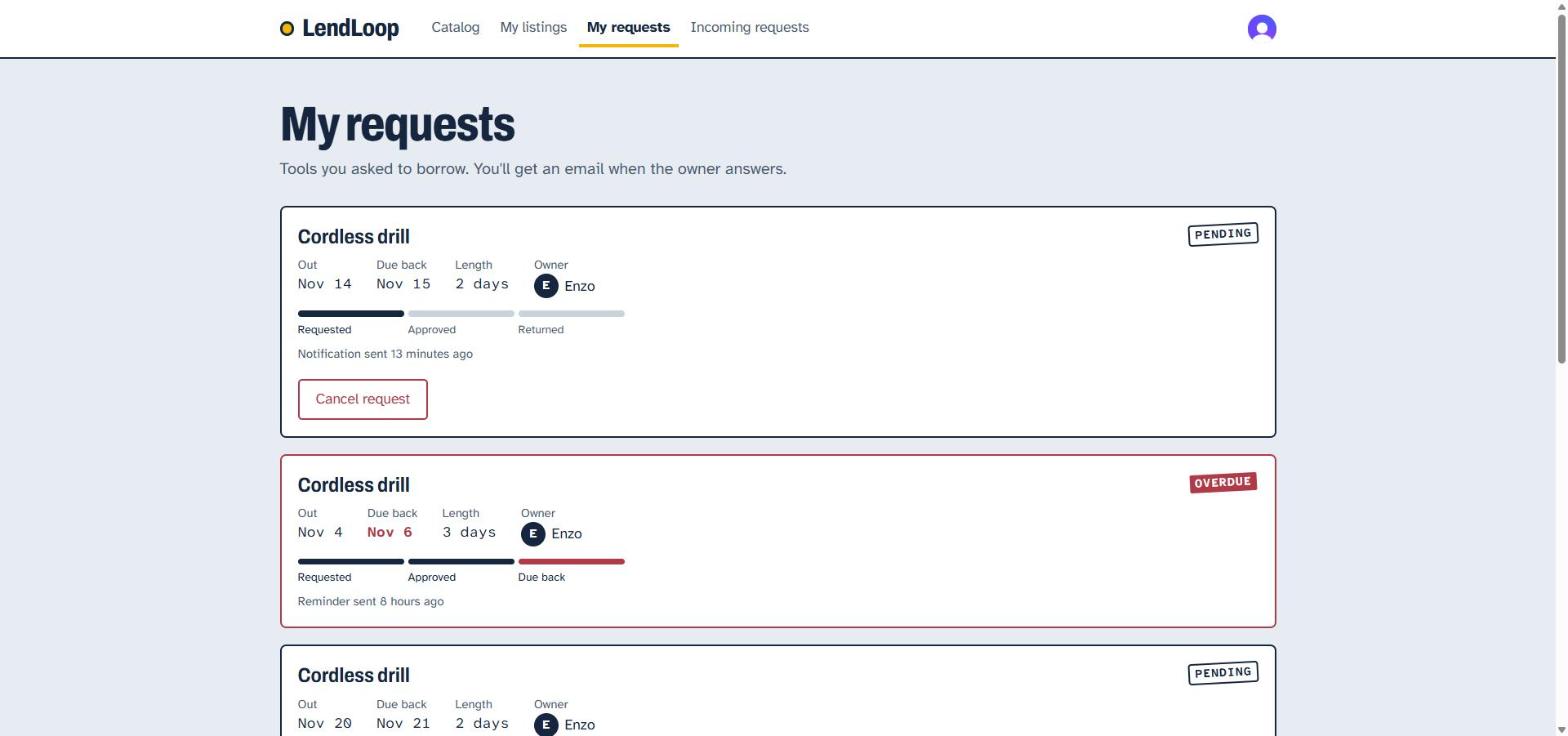 LendLoop Catalog My listings My requests Incoming requests
My requests
Tools you asked to borrow. You'll get an email when the owner answers.
Cordless drill PENDING
Out Due back Length Owner
Nov 14 Nov 15 2 days E Enzo
Requested Approved Returned
Notification sent 13 minutes ago
Cancel request
Cordless drill OVERDUE
Out Due back Length Owner
Nov 4 Nov 6 3 days E Enzo
Requested Approved Due back
Reminder sent 8 hours ago
Cordless drill PENDING
Out Due back Length Owner
Nov 20 Nov 21 2 days E Enzo